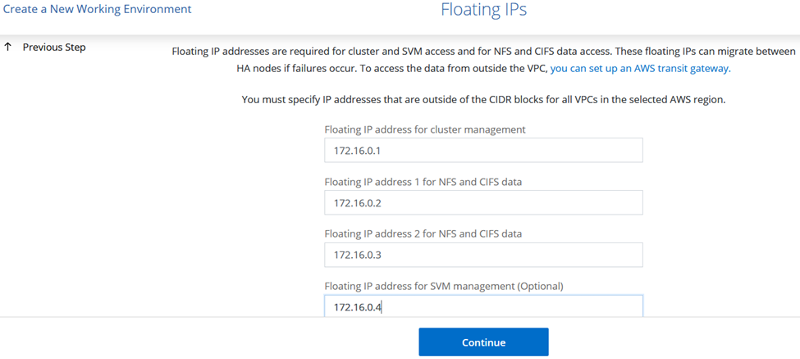 Create a New Working Environment
Floating IPs
↑ Previous Step
Floating IP addresses are required for cluster and SVM access and for NFS and CIFS data access. These floating IPs can migrate between
HA nodes if failures occur. To access the data from outside the VPC, you can set up an AWS transit gateway.
You must specify IP addresses that are outside of the CIDR blocks for all VPCs in the selected AWS region.
Floating IP address for cluster management
172.16.0.1
Floating IP address 1 for NFS and CIFS data
172.16.0.2
Floating IP address 2 for NFS and CIFS data
172.16.0.3
Floating IP address for SVM management (Optional)
172.16.0.4
Continue